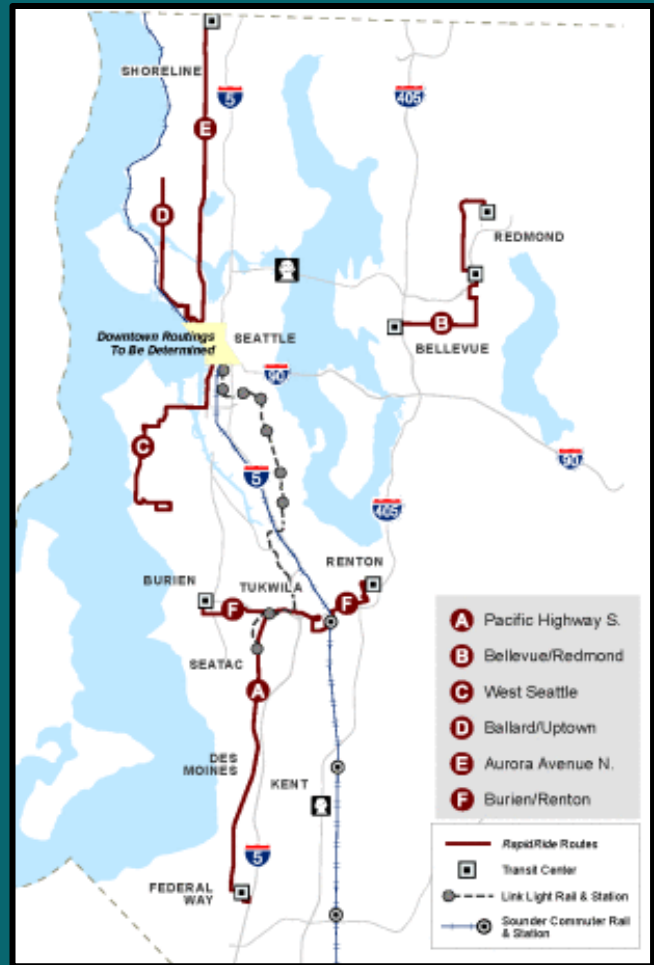 SHORELINE
5
405
E
D
REDMOND
B
BELLEVUE
Downtown Routings
To Be Determined
SEATTLE
90
C
5
90
405
RENTON
BURIEN
TUKWILA
F
F
SEATAC
A
DES
MOINES
KENT
5
FEDERAL
WAY
A Pacific Highway S.
B Bellevue/Redmond
C West Seattle
D Ballard/Uptown
E Aurora Avenue N.
F Burien/Renton
RapidRide Routes
Transit Center
Link Light Rail & Station
Sounder Commuter Rail
& Station